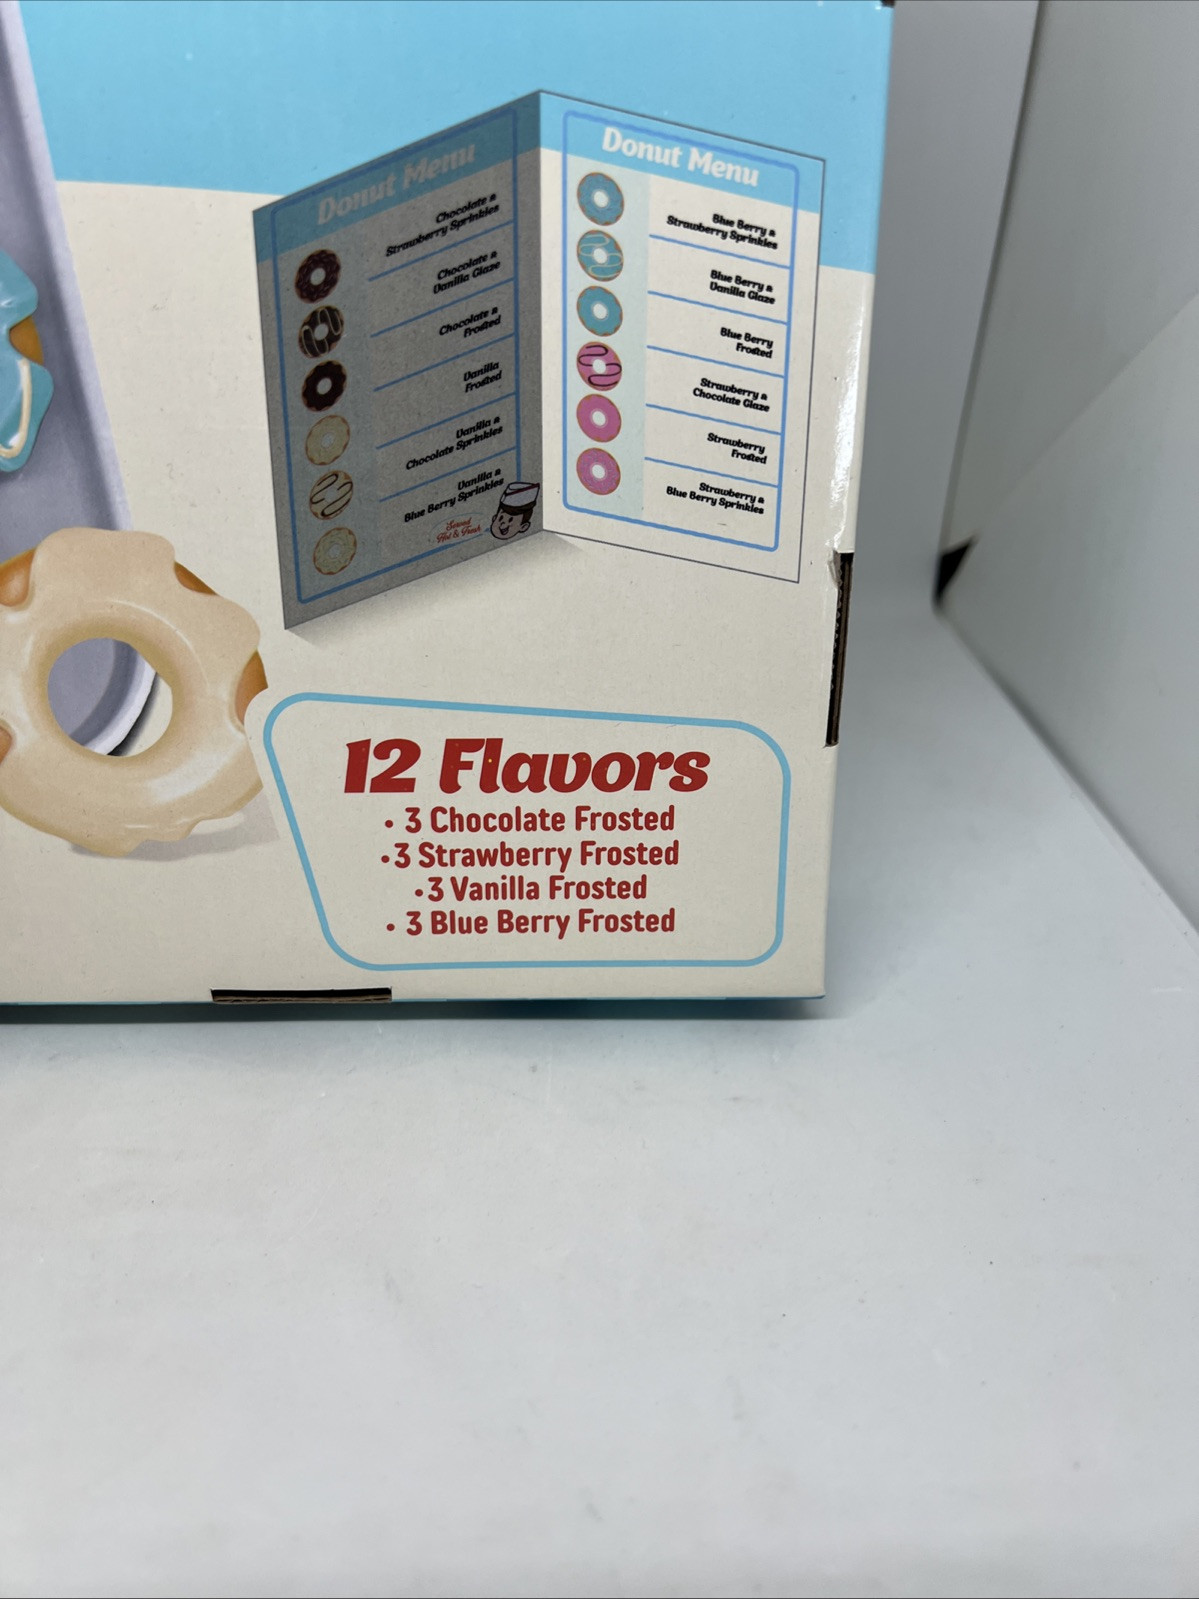 Donut Menu
Chocolate &
Strawberry Sprinkles
Chocolate &
Vanilla Glaze
Chocolate &
Frosted
Vanilla
Frosted
Vanilla &
Chocolate Sprinkles
Vanilla &
Blue Berry Sprinkles
Served
Hot & Fresh
Donut Menu
Blue Berry &
Strawberry Sprinkles
Blue Berry &
Vanilla Glaze
Blue Berry
Frosted
Strawberry &
Chocolate Glaze
Strawberry
Frosted
Strawberry &
Blue Berry Sprinkles
12 Flavors
• 3 Chocolate Frosted
• 3 Strawberry Frosted
• 3 Vanilla Frosted
• 3 Blue Berry Frosted